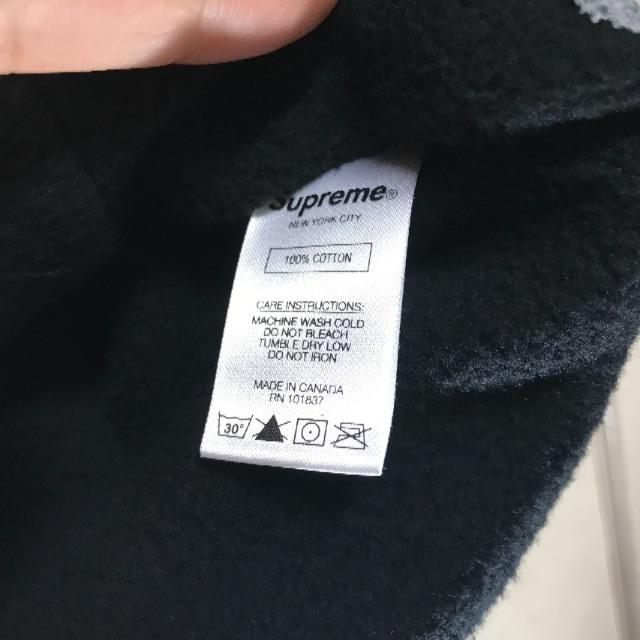 Supreme®
NEW YORK CITY
100% COTTON
CARE INSTRUCTIONS:
MACHINE WASH COLD
DO NOT BLEACH
TUMBLE DRY LOW
DO NOT IRON
MADE IN CANADA
RN 101837
30°